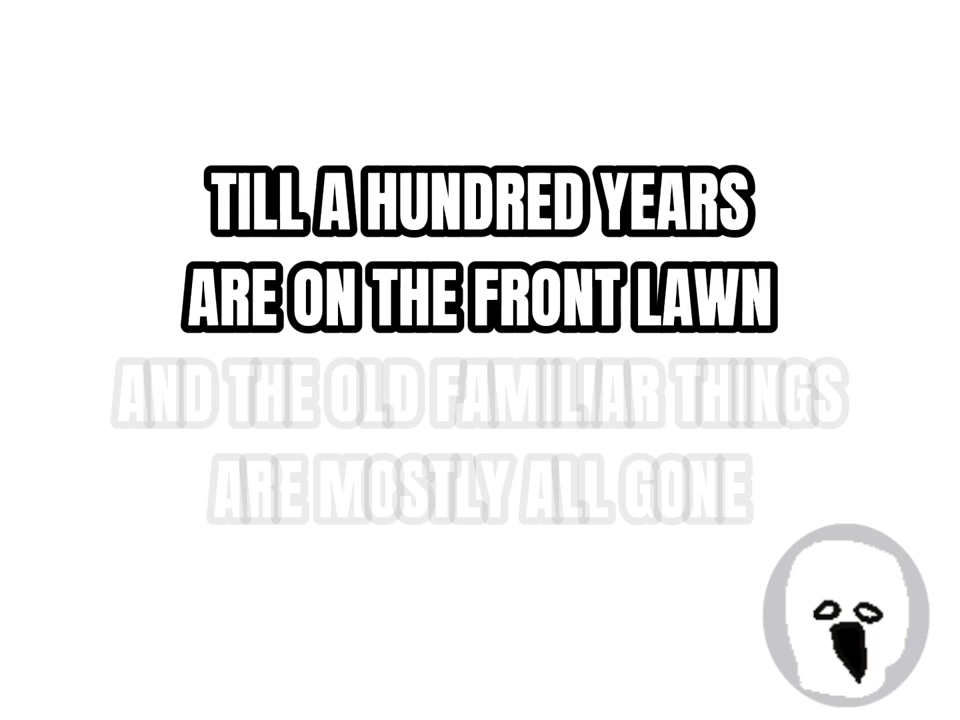 TILL A HUNDRED YEARS
ARE ON THE FRONT LAWN
AND THE OLD FAMILIAR THINGS
ARE MOSTLY ALL GONE